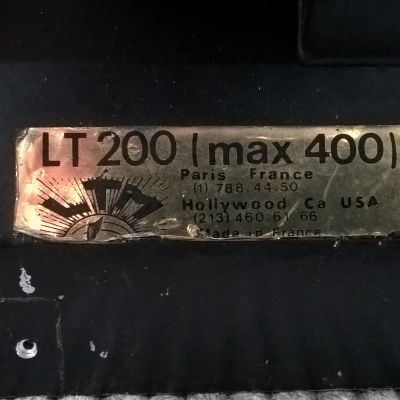 LT 200 (max 400)
Paris France
(1) 788.44.50
LTM
Hollywood Ca USA
(213) 460.61.66
Made in France